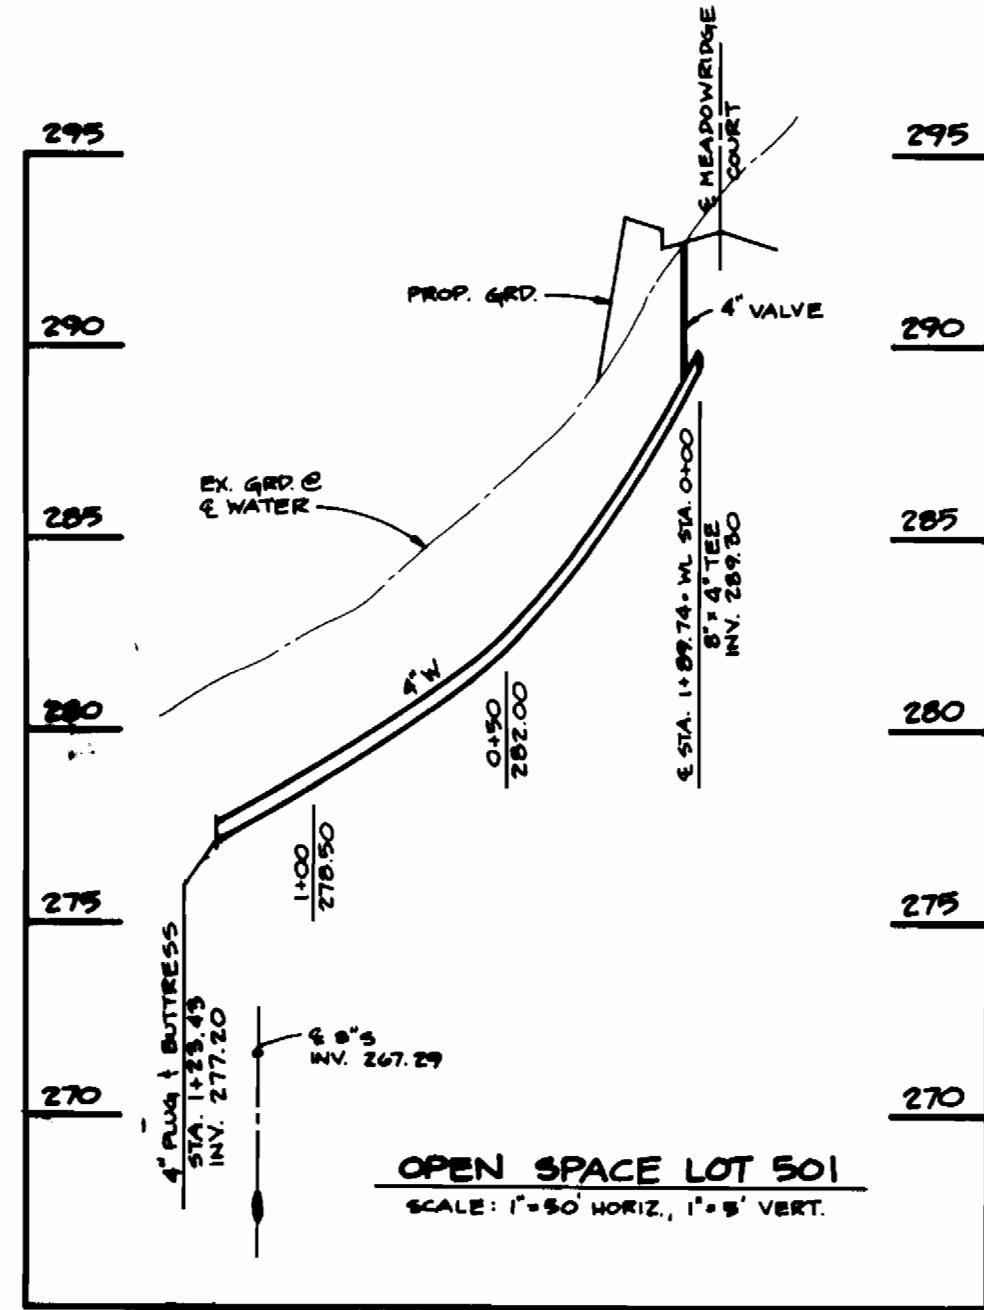 295
295
℄ MEADOWRIDGE
COURT
PROP. GRD.
4" VALVE
290
290
EX. GRD. @
℄ WATER
285
285
℄ STA. 1+89.74 = WL STA. 0+00
8" x 4" TEE
INV. 289.30
4" W
280
280
0+50
282.00
1+00
278.50
275
275
4" PLUG & BUTTRESS
STA. 1+25.43
INV. 277.20
℄ 8"S
INV. 267.29
270
270
OPEN SPACE LOT 501
SCALE: 1"=50' HORIZ., 1"=5' VERT.